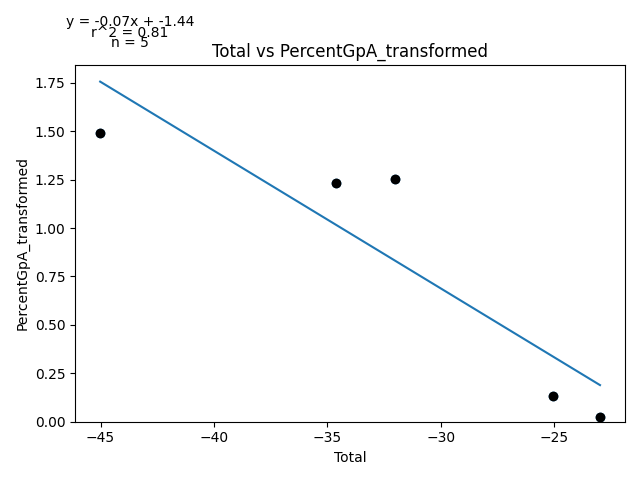 y = -0.07x + -1.44
r^2 = 0.81
n = 5
Total vs PercentGpA_transformed
PercentGpA_transformed
1.75
1.50
1.25
1.00
0.75
0.50
0.25
0.00
−45
−40
−35
−30
−25
Total